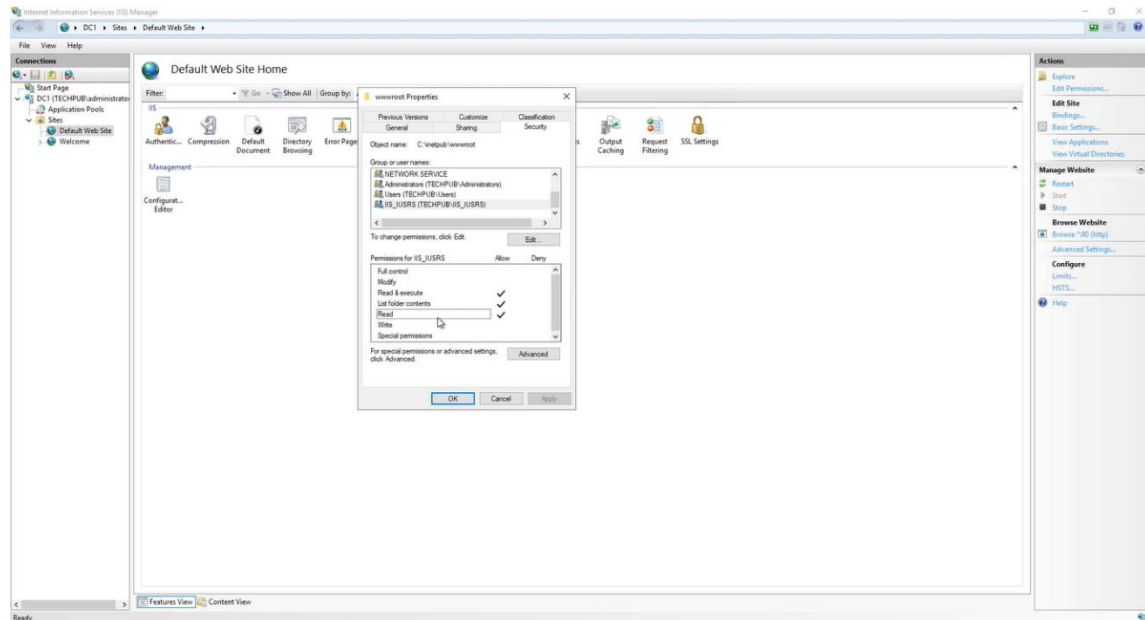 Internet Information Services (IIS) Manager
DC1 Sites Default Web Site
File View Help
Connections
Start Page
DC1 (TECHPUB\administrato
Application Pools
Sites
Default Web Site
Welcome
Default Web Site Home
Filter: Go Show All Group by:
IIS
Authentic... Compression Default Document Directory Browsing Error Page
Output Caching Request Filtering SSL Settings
Management
Configurat... Editor
wwwroot Properties
Previous Versions Customize Classification
General Sharing Security
Object name: C:\inetpub\wwwroot
Group or user names:
NETWORK SERVICE
Administrators (TECHPUB\Administrators)
Users (TECHPUB\Users)
IIS_IUSRS (TECHPUB\IIS_IUSRS)
To change permissions, click Edit.
Edit...
Permissions for IIS_IUSRS Allow Deny
Full control
Modify
Read & execute
List folder contents
Read
Write
Special permissions
For special permissions or advanced settings,
click Advanced.
Advanced
OK Cancel Apply
Actions
Explore
Edit Permissions...
Edit Site
Bindings...
Basic Settings...
View Applications
View Virtual Directories
Manage Website
Restart
Start
Stop
Browse Website
Browse *:80 (http)
Advanced Settings...
Configure
Limits...
HSTS...
Help
Features View Content View
Ready